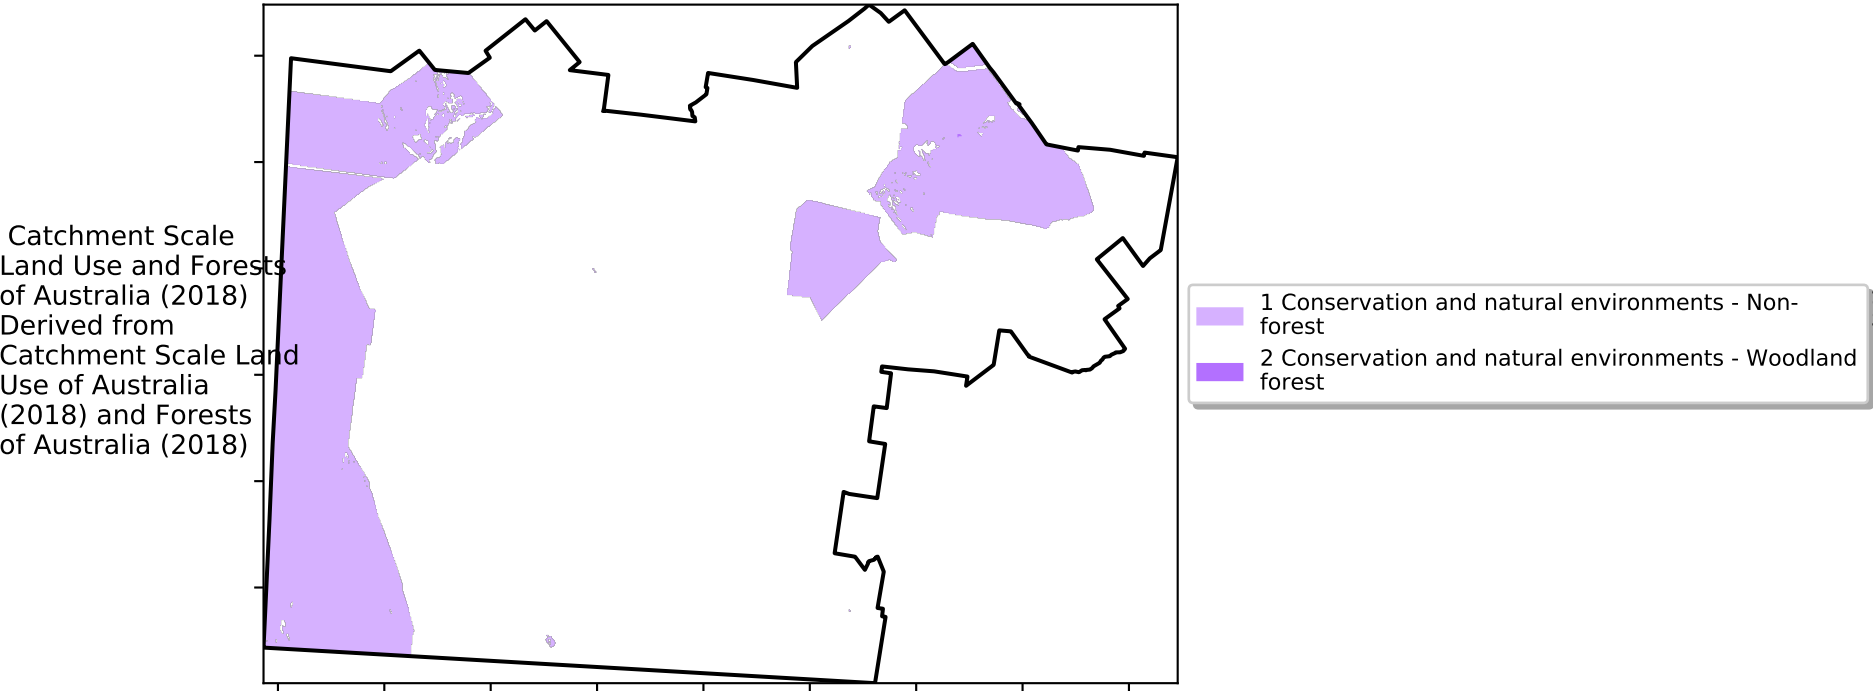 Catchment Scale
Land Use and Forests
of Australia (2018)
Derived from
Catchment Scale Land
Use of Australia
(2018) and Forests
of Australia (2018)
1 Conservation and natural environments - Non-
forest
2 Conservation and natural environments - Woodland
forest